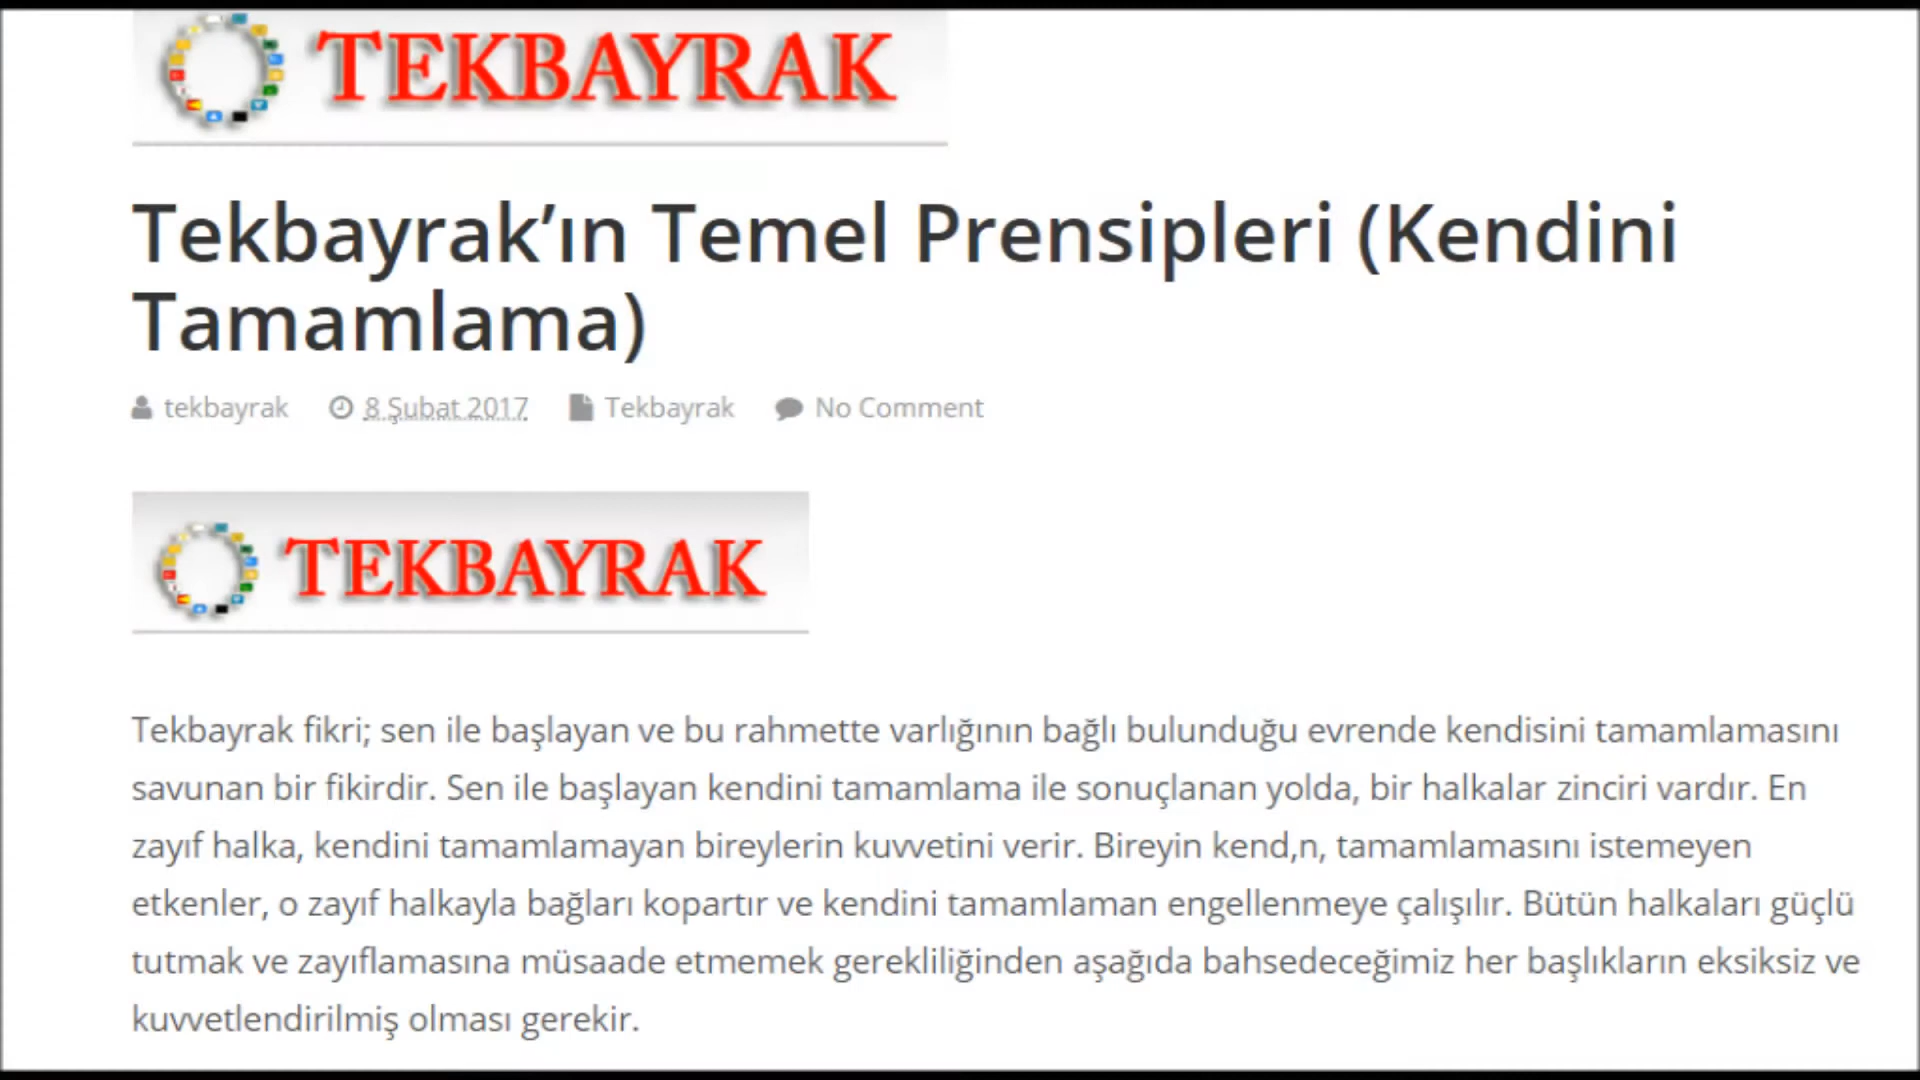 TEKBAYRAK
Tekbayrak’ın Temel Prensipleri (Kendini
Tamamlama)
tekbayrak 8 Şubat 2017 Tekbayrak No Comment
TEKBAYRAK
Tekbayrak fikri; sen ile başlayan ve bu rahmette varlığının bağlı bulunduğu evrende kendisini tamamlamasını
savunan bir fikirdir. Sen ile başlayan kendini tamamlama ile sonuçlanan yolda, bir halkalar zinciri vardır. En
zayıf halka, kendini tamamlamayan bireylerin kuvvetini verir. Bireyin kend,n, tamamlamasını istemeyen
etkenler, o zayıf halkayla bağları kopartır ve kendini tamamlaman engellenmeye çalışılır. Bütün halkaları güçlü
tutmak ve zayıflamasına müsaade etmemek gerekliliğinden aşağıda bahsedeceğimiz her başlıkların eksiksiz ve
kuvvetlendirilmiş olması gerekir.